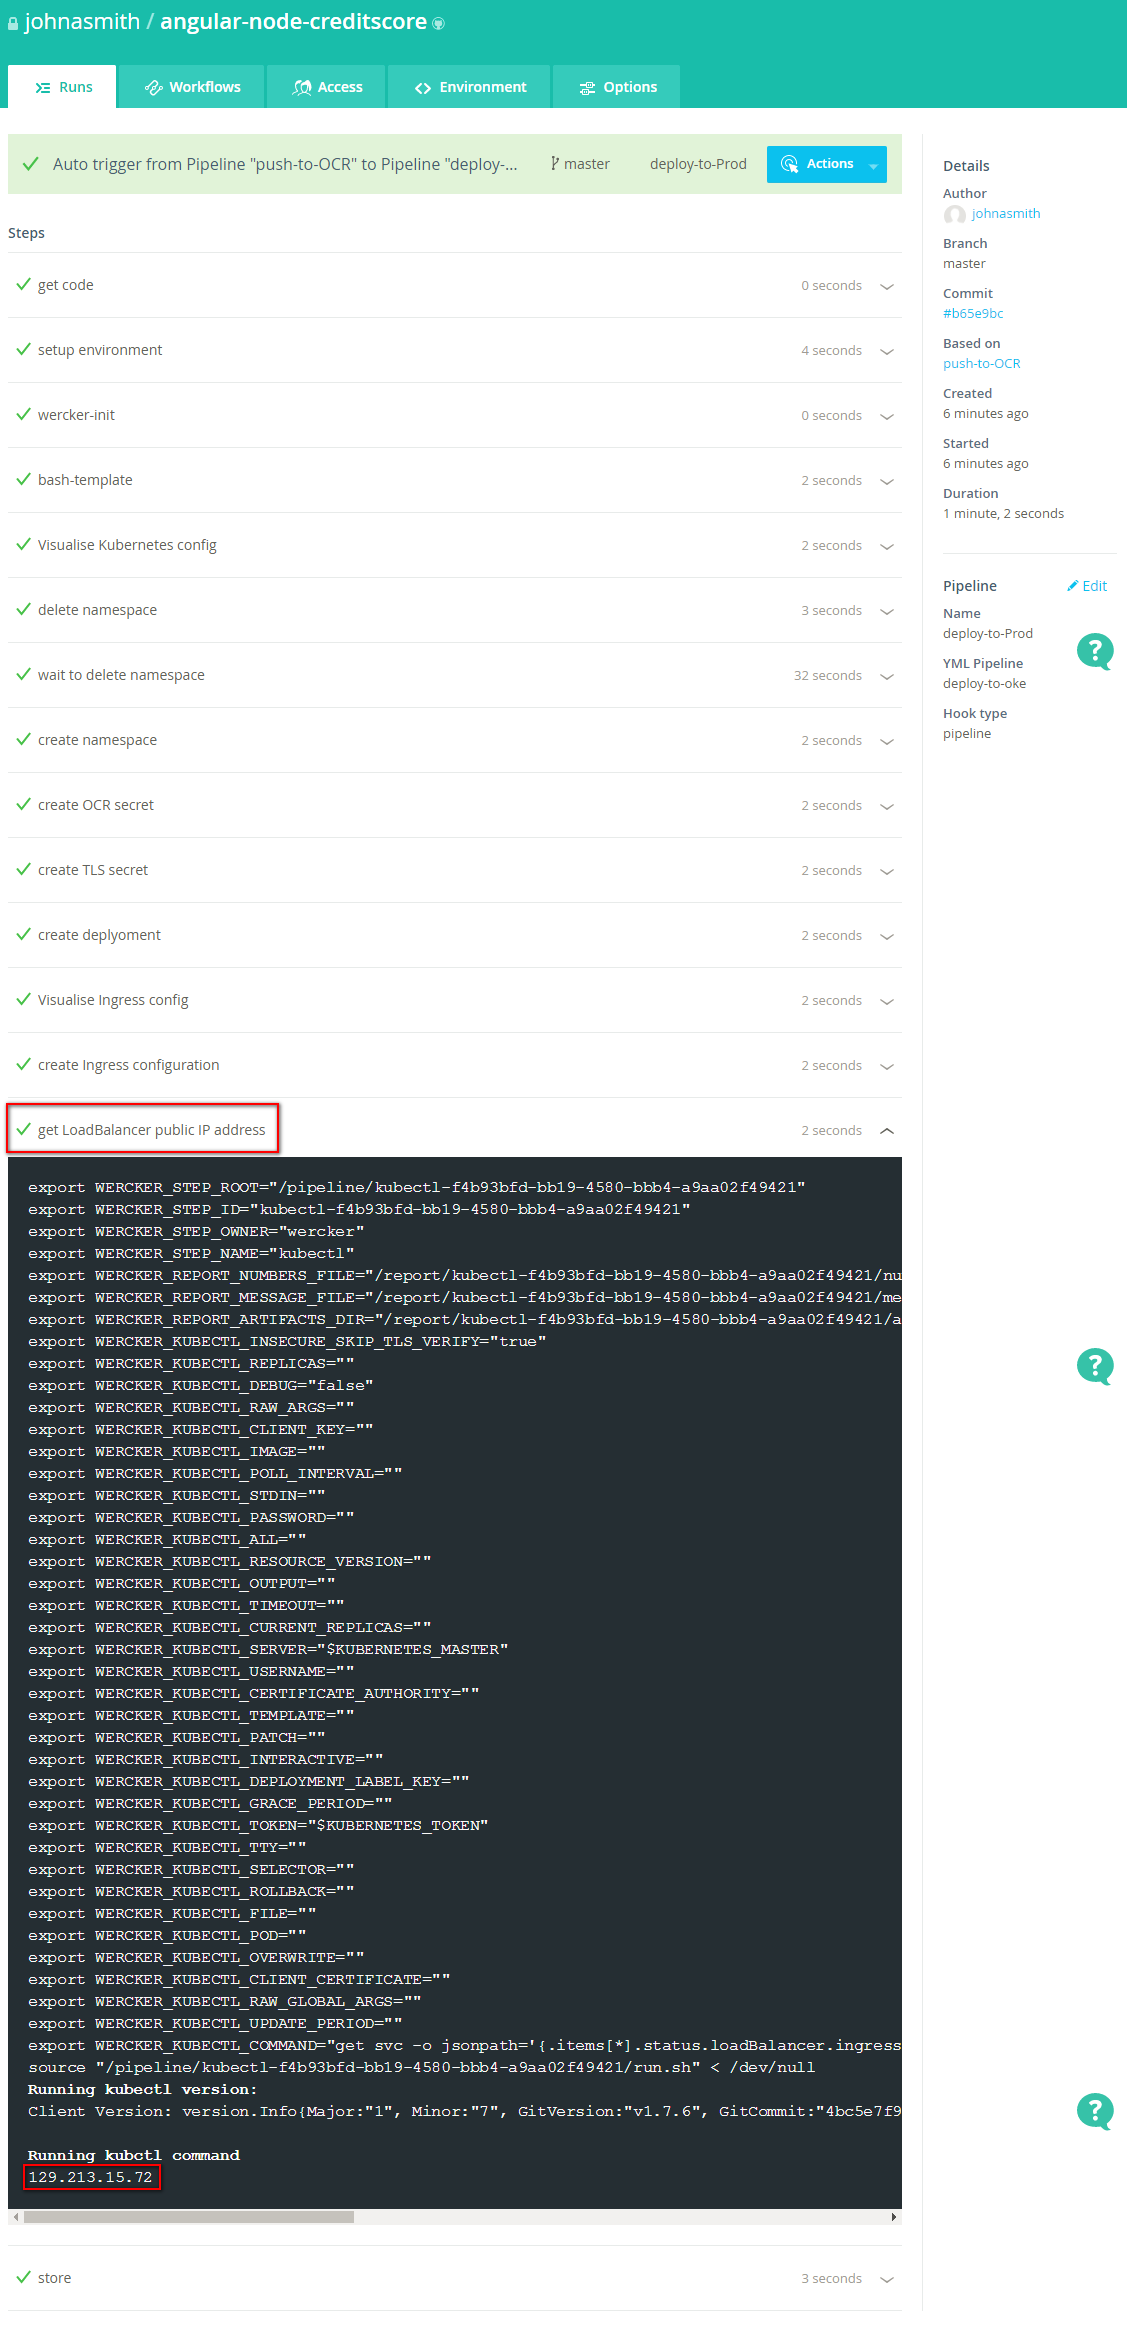 johnasmith / angular-node-creditscore
Runs
Workflows
Access
Environment
Options
Auto trigger from Pipeline "push-to-OCR" to Pipeline "deploy-... master deploy-to-Prod Actions
Steps
get code 0 seconds
setup environment 4 seconds
wercker-init 0 seconds
bash-template 2 seconds
Visualise Kubernetes config 2 seconds
delete namespace 3 seconds
wait to delete namespace 32 seconds
create namespace 2 seconds
create OCR secret 2 seconds
create TLS secret 2 seconds
create deplyoment 2 seconds
Visualise Ingress config 2 seconds
create Ingress configuration 2 seconds
get LoadBalancer public IP address 2 seconds
export WERCKER_STEP_ROOT="/pipeline/kubectl-f4b93bfd-bb19-4580-bbb4-a9aa02f49421"
export WERCKER_STEP_ID="kubectl-f4b93bfd-bb19-4580-bbb4-a9aa02f49421"
export WERCKER_STEP_OWNER="wercker"
export WERCKER_STEP_NAME="kubectl"
export WERCKER_REPORT_NUMBERS_FILE="/report/kubectl-f4b93bfd-bb19-4580-bbb4-a9aa02f49421/nu
export WERCKER_REPORT_MESSAGE_FILE="/report/kubectl-f4b93bfd-bb19-4580-bbb4-a9aa02f49421/me
export WERCKER_REPORT_ARTIFACTS_DIR="/report/kubectl-f4b93bfd-bb19-4580-bbb4-a9aa02f49421/a
export WERCKER_KUBECTL_INSECURE_SKIP_TLS_VERIFY="true"
export WERCKER_KUBECTL_REPLICAS=""
export WERCKER_KUBECTL_DEBUG="false"
export WERCKER_KUBECTL_RAW_ARGS=""
export WERCKER_KUBECTL_CLIENT_KEY=""
export WERCKER_KUBECTL_IMAGE=""
export WERCKER_KUBECTL_POLL_INTERVAL=""
export WERCKER_KUBECTL_STDIN=""
export WERCKER_KUBECTL_PASSWORD=""
export WERCKER_KUBECTL_ALL=""
export WERCKER_KUBECTL_RESOURCE_VERSION=""
export WERCKER_KUBECTL_OUTPUT=""
export WERCKER_KUBECTL_TIMEOUT=""
export WERCKER_KUBECTL_CURRENT_REPLICAS=""
export WERCKER_KUBECTL_SERVER="$KUBERNETES_MASTER"
export WERCKER_KUBECTL_USERNAME=""
export WERCKER_KUBECTL_CERTIFICATE_AUTHORITY=""
export WERCKER_KUBECTL_TEMPLATE=""
export WERCKER_KUBECTL_PATCH=""
export WERCKER_KUBECTL_INTERACTIVE=""
export WERCKER_KUBECTL_DEPLOYMENT_LABEL_KEY=""
export WERCKER_KUBECTL_GRACE_PERIOD=""
export WERCKER_KUBECTL_TOKEN="$KUBERNETES_TOKEN"
export WERCKER_KUBECTL_TTY=""
export WERCKER_KUBECTL_SELECTOR=""
export WERCKER_KUBECTL_ROLLBACK=""
export WERCKER_KUBECTL_FILE=""
export WERCKER_KUBECTL_POD=""
export WERCKER_KUBECTL_OVERWRITE=""
export WERCKER_KUBECTL_CLIENT_CERTIFICATE=""
export WERCKER_KUBECTL_RAW_GLOBAL_ARGS=""
export WERCKER_KUBECTL_UPDATE_PERIOD=""
export WERCKER_KUBECTL_COMMAND="get svc -o jsonpath='{.items[*].status.loadBalancer.ingress
source "/pipeline/kubectl-f4b93bfd-bb19-4580-bbb4-a9aa02f49421/run.sh" < /dev/null
Running kubectl version:
Client Version: version.Info{Major:"1", Minor:"7", GitVersion:"v1.7.6", GitCommit:"4bc5e7f9
Running kubctl command
129.213.15.72
store 3 seconds
Details
Author
johnasmith
Branch
master
Commit
#b65e9bc
Based on
push-to-OCR
Created
6 minutes ago
Started
6 minutes ago
Duration
1 minute, 2 seconds
Pipeline Edit
Name
deploy-to-Prod
YML Pipeline
deploy-to-oke
Hook type
pipeline
?
?
?